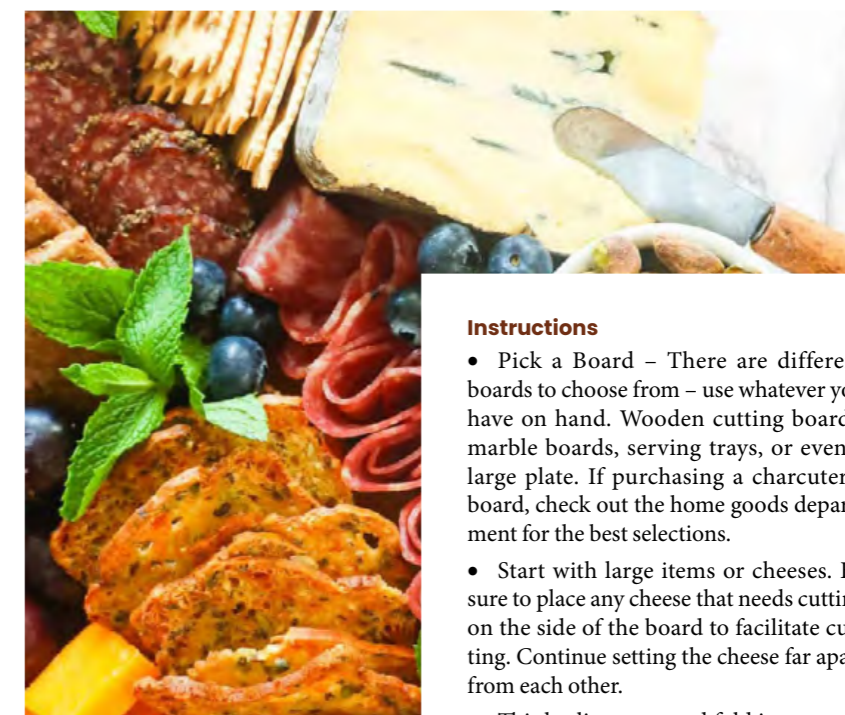 Instructions
• Pick a Board – There are differe
boards to choose from – use whatever yo
have on hand. Wooden cutting board
marble boards, serving trays, or even
large plate. If purchasing a charcuter
board, check out the home goods depar
ment for the best selections.
• Start with large items or cheeses.
sure to place any cheese that needs cuttin
on the side of the board to facilitate cu
ting. Continue setting the cheese far apa
from each other.